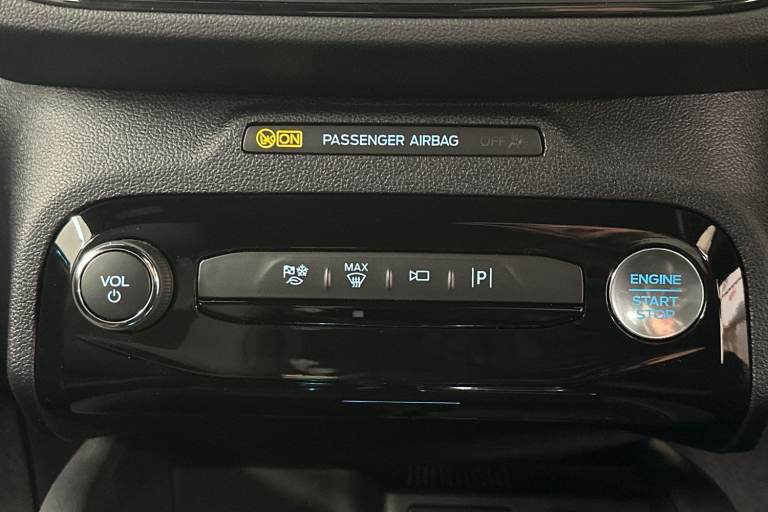 ON PASSENGER AIRBAG OFF
VOL
MAX
P
ENGINE
START
STOP